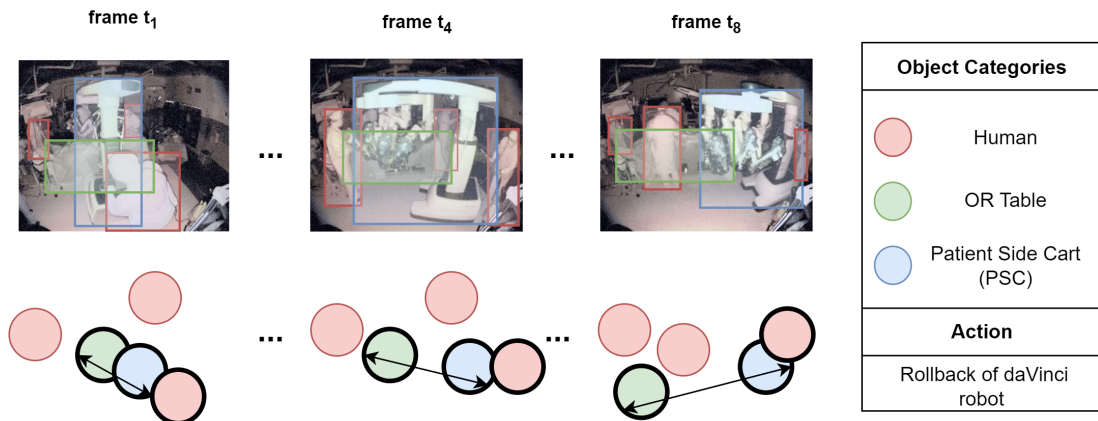 frame t1
frame t4
frame t8
...
...
Object Categories
Human
OR Table
Patient Side Cart
(PSC)
...
...
Action
Rollback of daVinci
robot